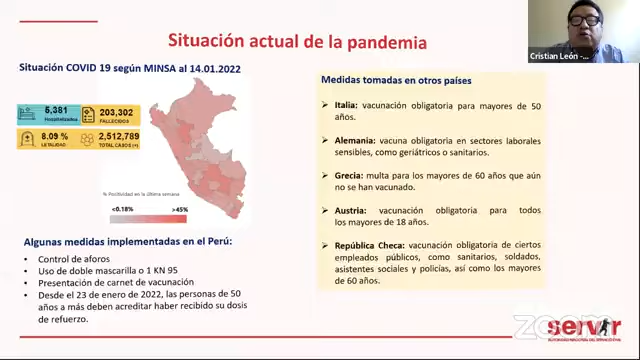 Situación actual de la pandemia
Cristian León -...
Situación COVID 19 según MINSA al 14.01.2022
5,381
Hospitalizados
203,302
FALLECIDOS
8.09 %
LETALIDAD
2,512,789
TOTAL CASOS (+)
% Positividad en la última semana
<0.18%
>45%
Algunas medidas implementadas en el Perú:
• Control de aforos
• Uso de doble mascarilla o 1 KN 95
• Presentación de carnet de vacunación
• Desde el 23 de enero de 2022, las personas de 50
años a más deben acreditar haber recibido su dosis
de refuerzo.
Medidas tomadas en otros países
Italia: vacunación obligatoria para mayores de 50
años.
Alemania: vacuna obligatoria en sectores laborales
sensibles, como geriátricos o sanitarios.
Grecia: multa para los mayores de 60 años que aún
no se han vacunado.
Austria: vacunación obligatoria para todos
los mayores de 18 años.
República Checa: vacunación obligatoria de ciertos
empleados públicos, como sanitarios, soldados,
asistentes sociales y policías, así como los mayores
de 60 años.
servir
AUTORIDAD NACIONAL DEL SERVICIO CIVIL
zoom